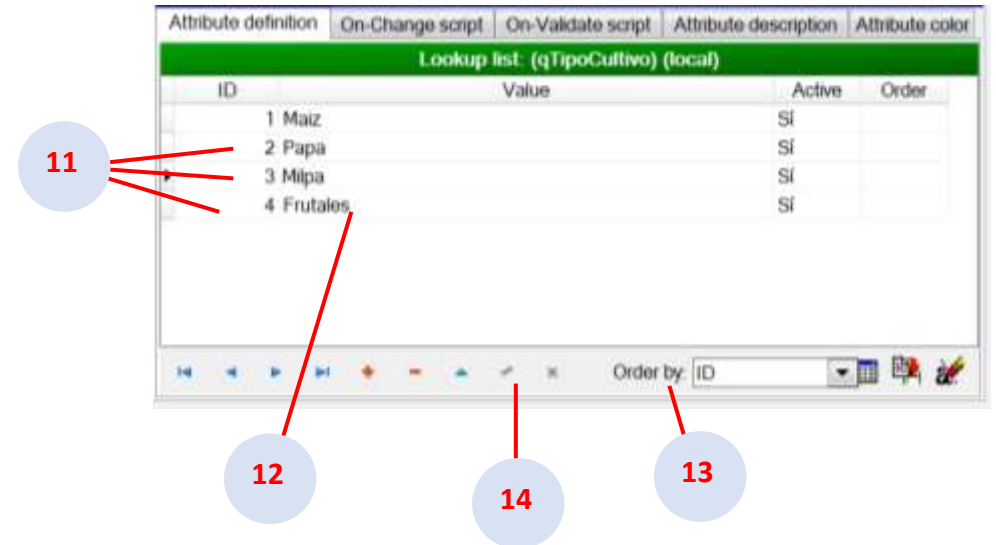 Attribute definition On-Change script On-Validate script Attribute description Attribute color
Lookup list: (qTipoCultivo) (local)
ID Value Active Order
1 Maiz Sí
2 Papa Sí
3 Milpa Sí
4 Frutales Sí
11
Order by: ID
12
13
14